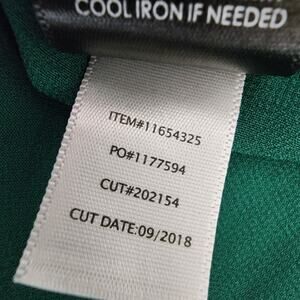 COOL IRON IF NEEDED
ITEM#11654325
PO#1177594
CUT#202154
CUT DATE:09/2018